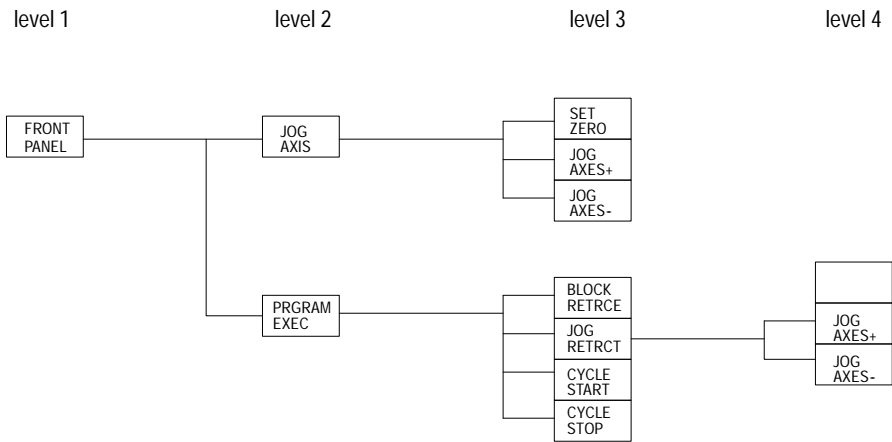 level 1
level 2
level 3
level 4
FRONT
PANEL
JOG
AXIS
SET
ZERO
JOG
AXES+
JOG
AXES-
PRGRAM
EXEC
BLOCK
RETRCE
JOG
RETRCT
CYCLE
START
CYCLE
STOP
JOG
AXES+
JOG
AXES-